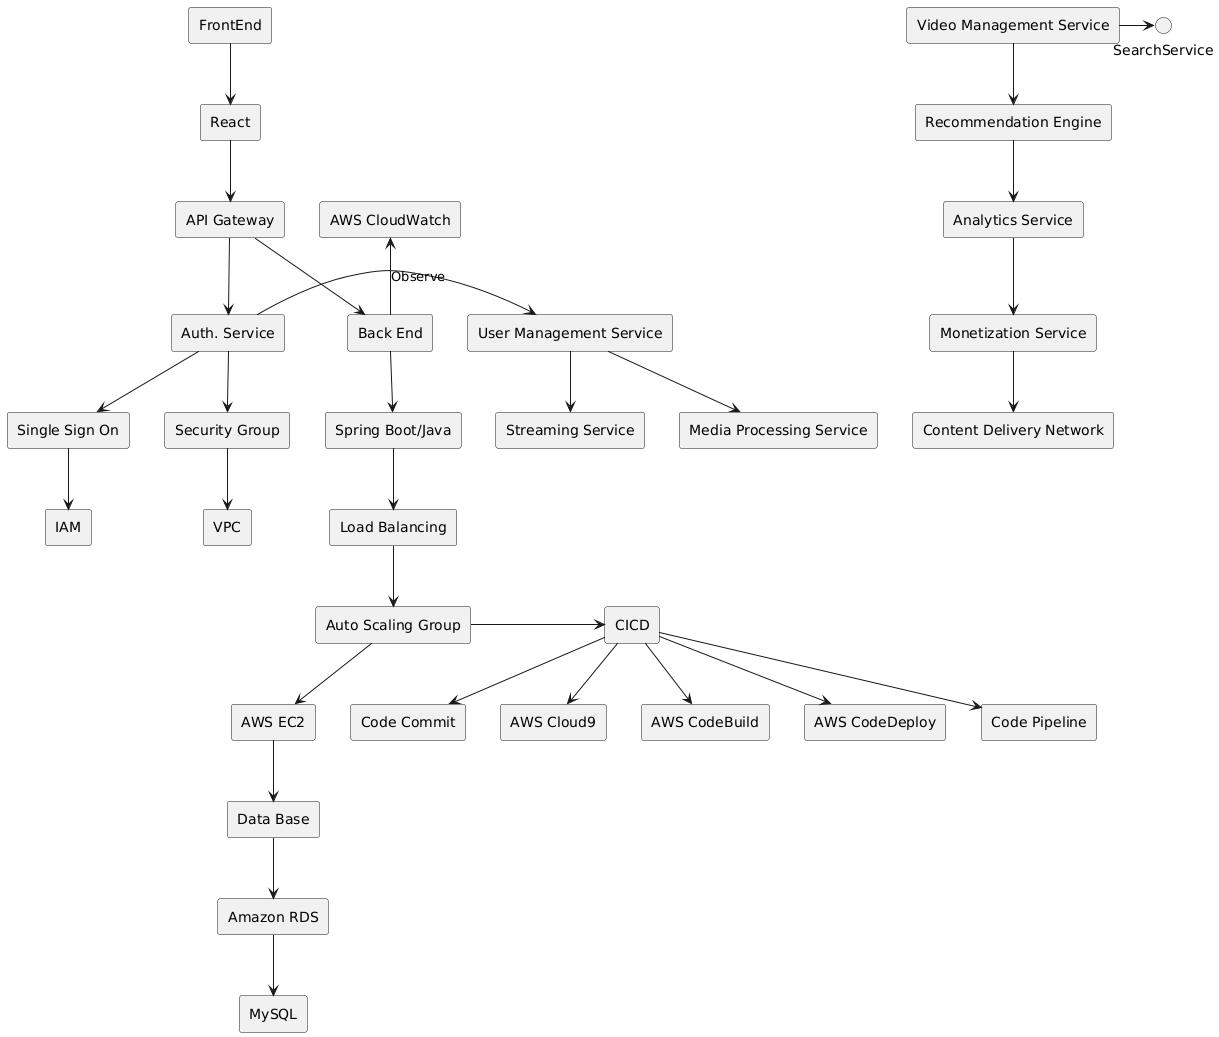 FrontEnd
Video Management Service
SearchService
React
Recommendation Engine
API Gateway
AWS CloudWatch
Analytics Service
Observe
Auth. Service
Back End
User Management Service
Monetization Service
Single Sign On
Security Group
Spring Boot/Java
Streaming Service
Media Processing Service
Content Delivery Network
IAM
VPC
Load Balancing
Auto Scaling Group
CICD
AWS EC2
Code Commit
AWS Cloud9
AWS CodeBuild
AWS CodeDeploy
Code Pipeline
Data Base
Amazon RDS
MySQL